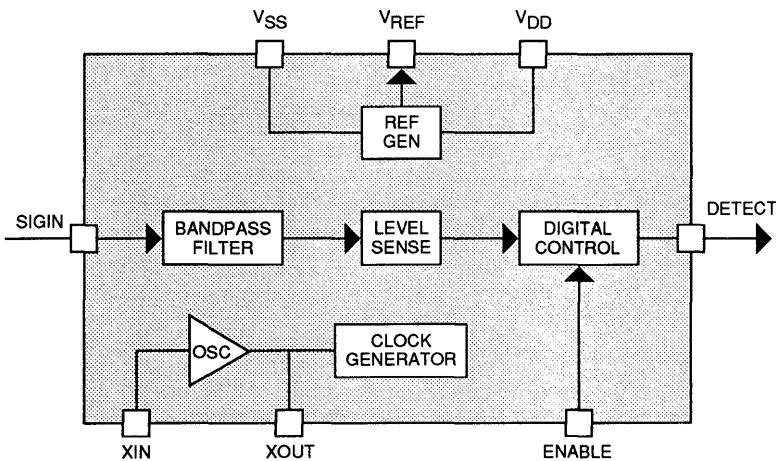 VSS
VREF
VDD
REF
GEN
SIGIN
BANDPASS
FILTER
LEVEL
SENSE
DIGITAL
CONTROL
DETECT
OSC
CLOCK
GENERATOR
XIN
XOUT
ENABLE